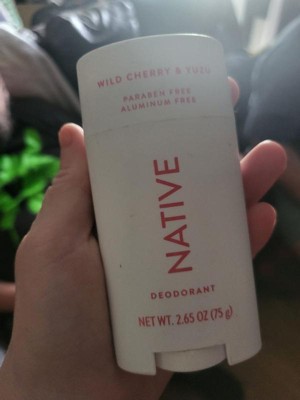 WILD CHERRY & YUZU
PARABEN FREE
ALUMINUM FREE
NATIVE
DEODORANT
NET WT. 2.65 OZ (75 g)